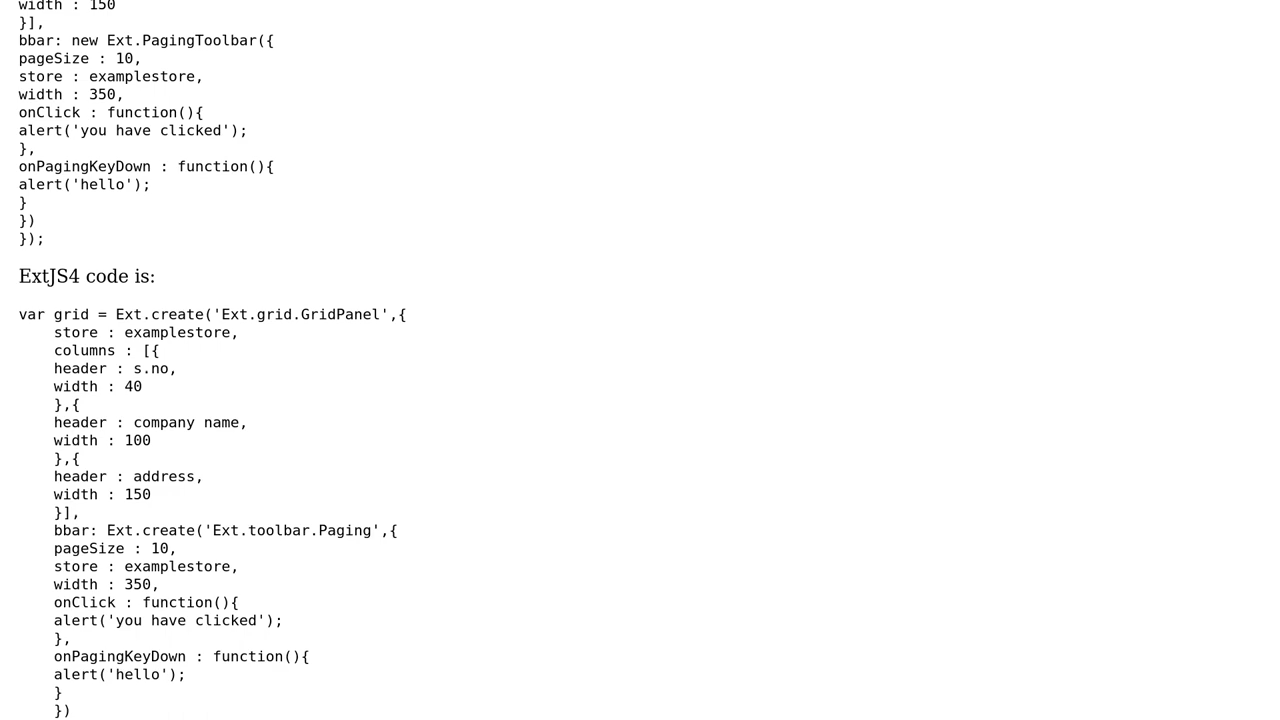 width : 150
}],
bbar: new Ext.PagingToolbar({
pageSize : 10,
store : examplestore,
width : 350,
onClick : function(){
alert('you have clicked');
},
onPagingKeyDown : function(){
alert('hello');
}
})
});
ExtJS4 code is:
var grid = Ext.create('Ext.grid.GridPanel',{
    store : examplestore,
    columns : [{
    header : s.no,
    width : 40
    },{
    header : company name,
    width : 100
    },{
    header : address,
    width : 150
    }],
    bbar: Ext.create('Ext.toolbar.Paging',{
    pageSize : 10,
    store : examplestore,
    width : 350,
    onClick : function(){
    alert('you have clicked');
    },
    onPagingKeyDown : function(){
    alert('hello');
    }
    })